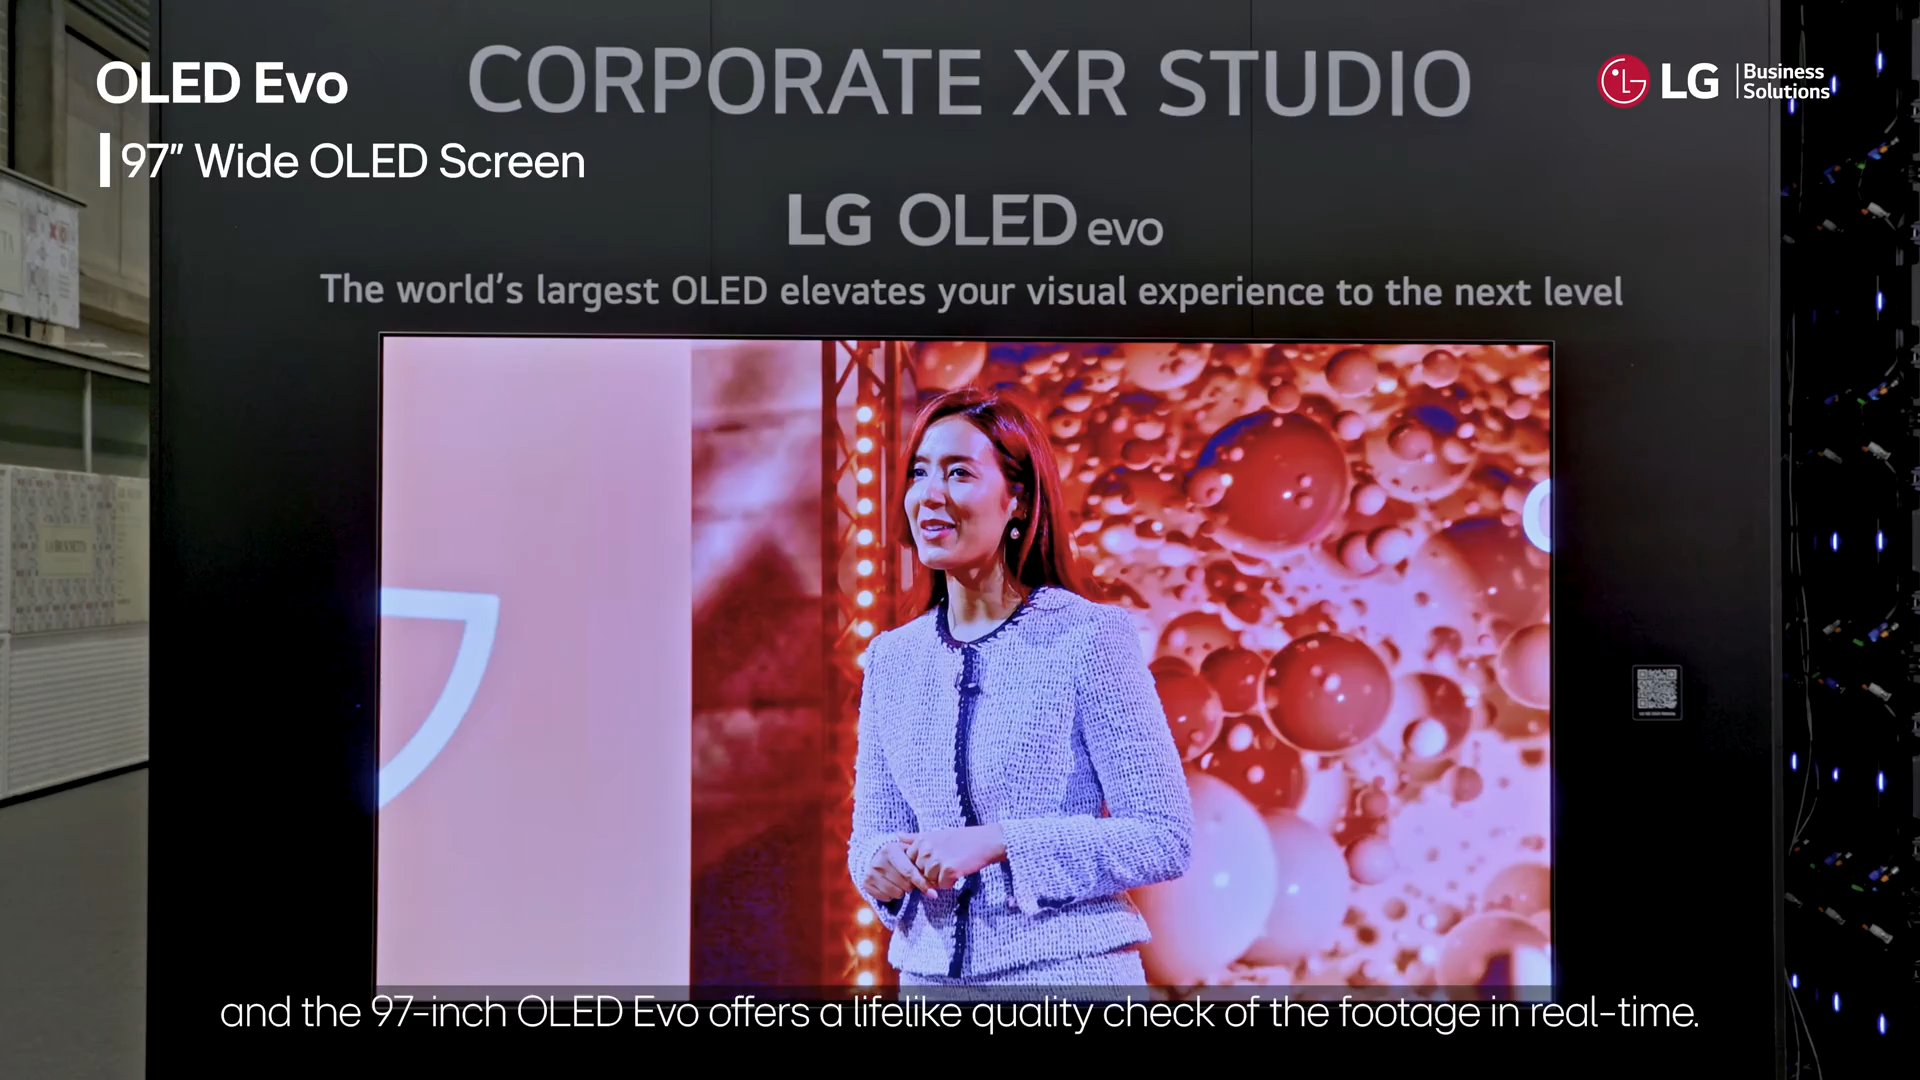 OLED Evo
97” Wide OLED Screen
CORPORATE XR STUDIO
LG Business
Solutions
LG OLED evo
The world’s largest OLED elevates your visual experience to the next level
and the 97-inch OLED Evo offers a lifelike quality check of the footage in real-time.